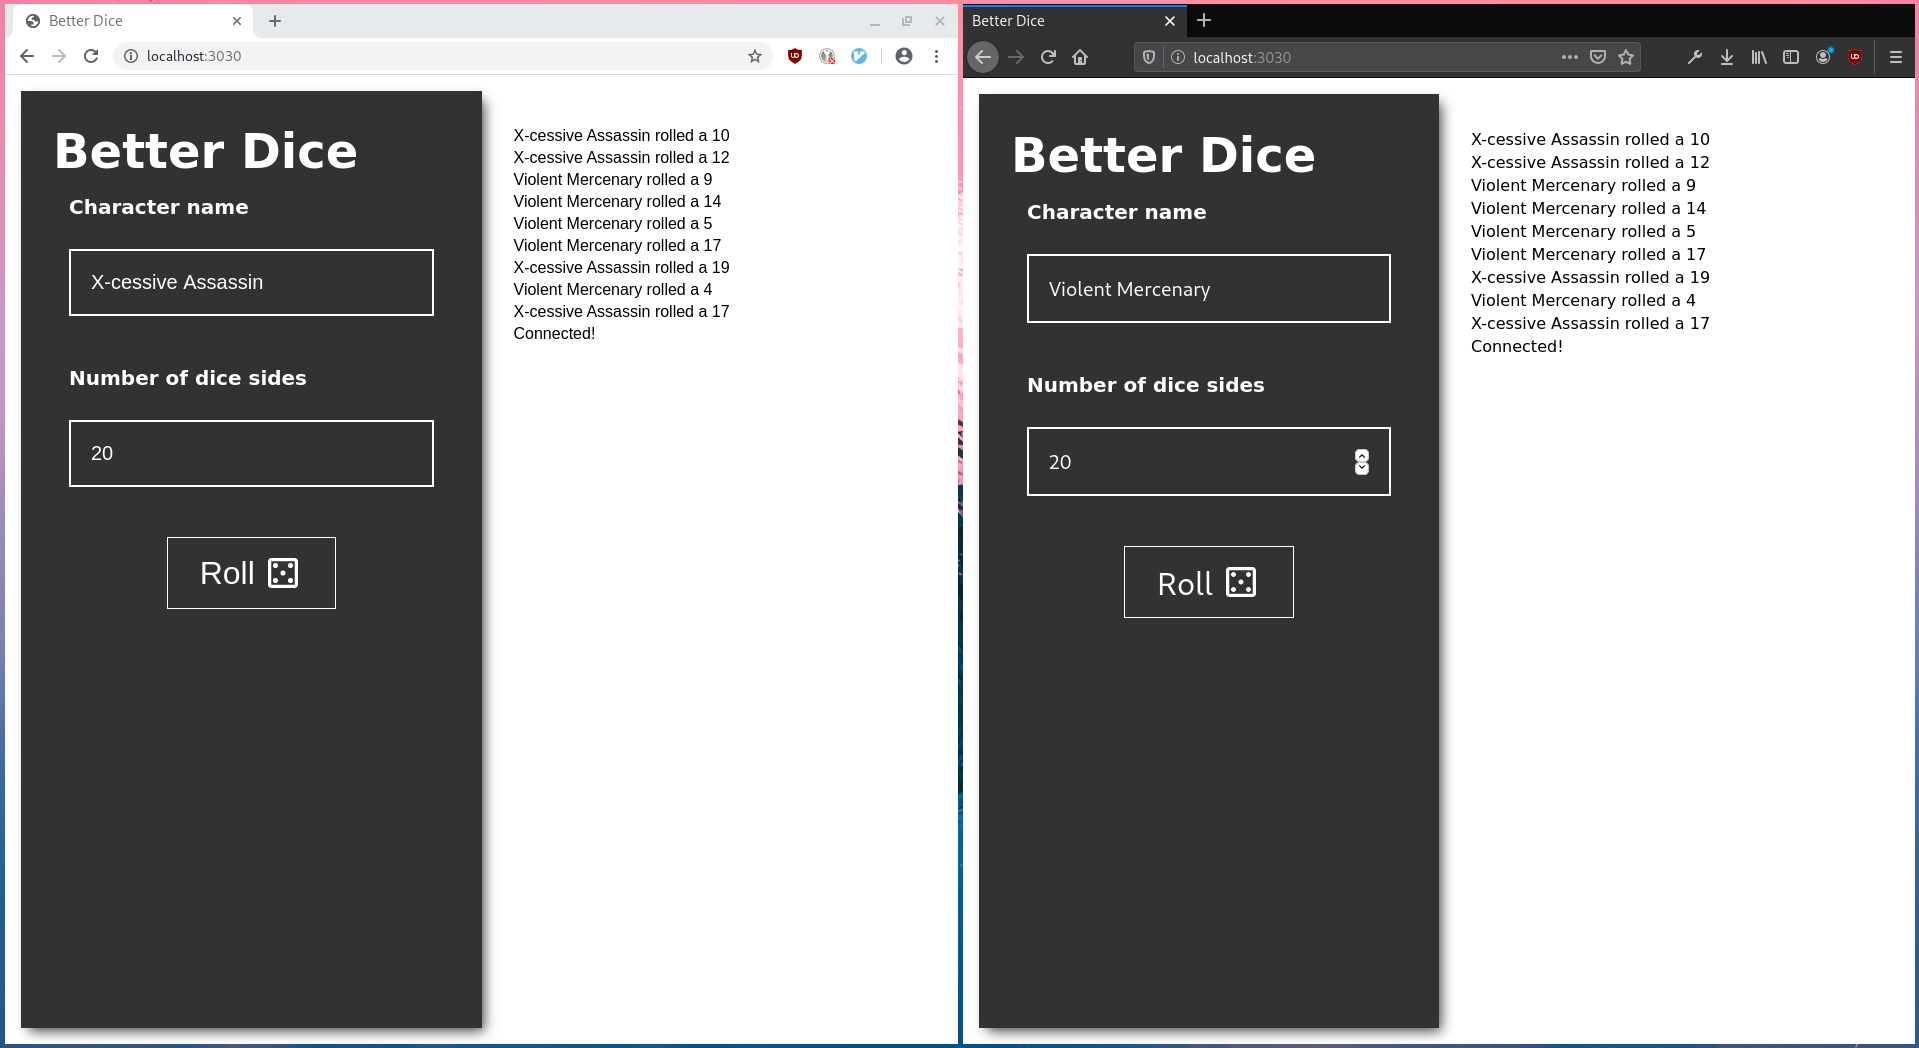 Better Dice
localhost:3030
Better Dice
Character name
X-cessive Assassin
Number of dice sides
20
Roll
X-cessive Assassin rolled a 10
X-cessive Assassin rolled a 12
Violent Mercenary rolled a 9
Violent Mercenary rolled a 14
Violent Mercenary rolled a 5
Violent Mercenary rolled a 17
X-cessive Assassin rolled a 19
Violent Mercenary rolled a 4
X-cessive Assassin rolled a 17
Connected!
Better Dice
localhost:3030
Better Dice
Character name
Violent Mercenary
Number of dice sides
20
Roll
X-cessive Assassin rolled a 10
X-cessive Assassin rolled a 12
Violent Mercenary rolled a 9
Violent Mercenary rolled a 14
Violent Mercenary rolled a 5
Violent Mercenary rolled a 17
X-cessive Assassin rolled a 19
Violent Mercenary rolled a 4
X-cessive Assassin rolled a 17
Connected!